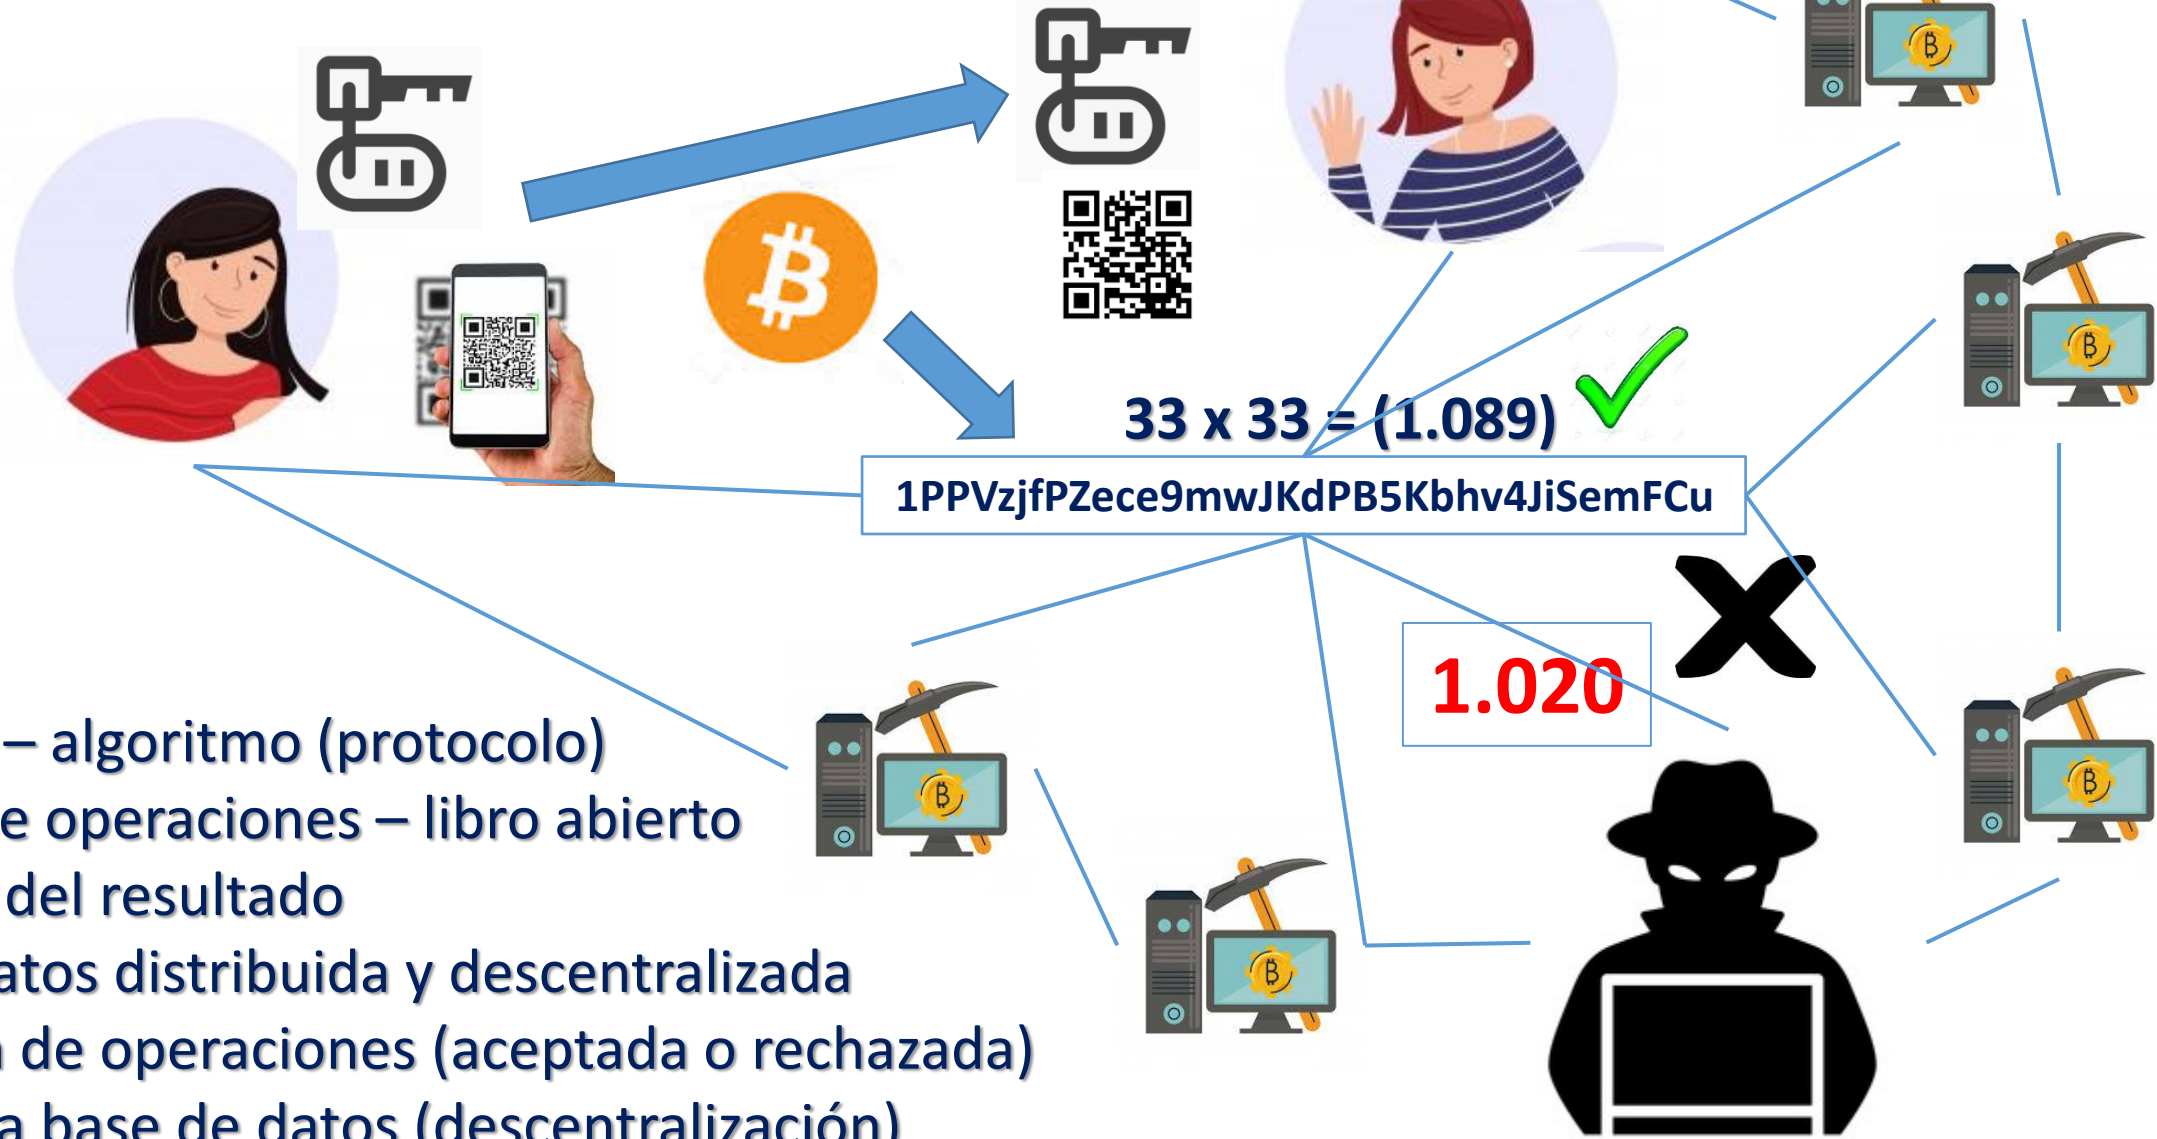 33 x 33 = (1.089)
1PPVzjfPZece9mwJKdPB5Kbhv4JiSemFCu
1.020
– algoritmo (protocolo)
e operaciones – libro abierto
del resultado
atos distribuida y descentralizada
de operaciones (aceptada o rechazada)
a base de datos (descentralización)